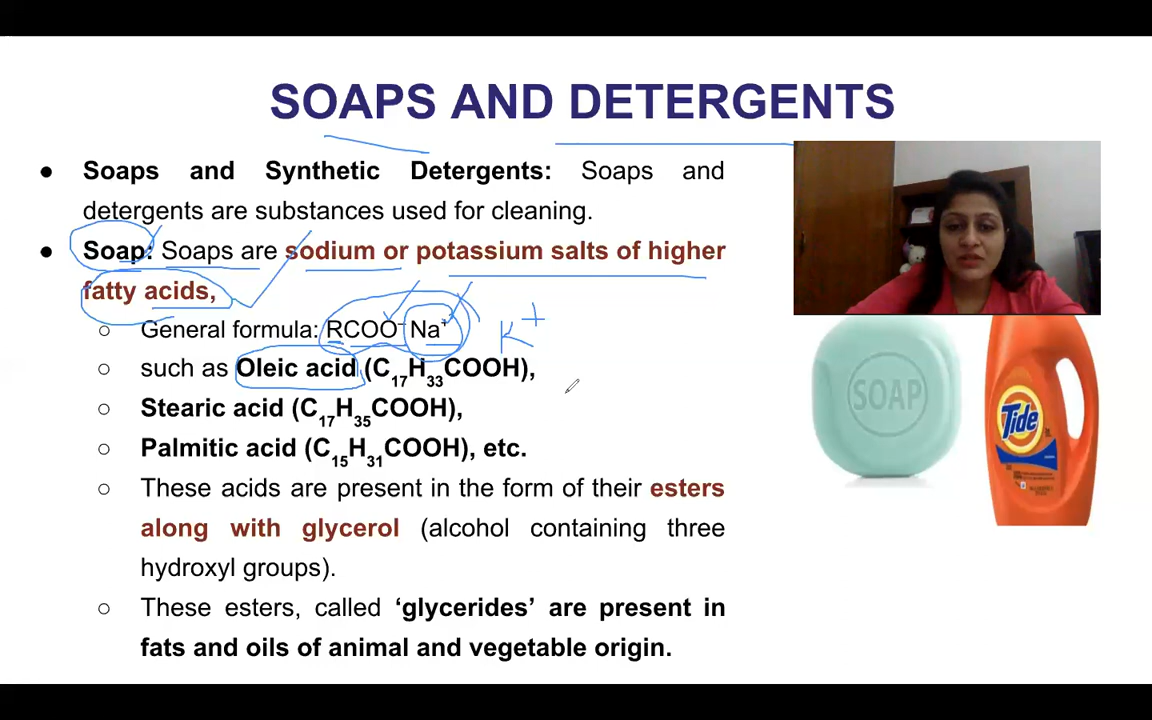 SOAPS AND DETERGENTS
● Soaps and Synthetic Detergents: Soaps and
detergents are substances used for cleaning.
● Soap: Soaps are sodium or potassium salts of higher
fatty acids,
○ General formula: RCOO⁻ Na⁺ K⁺
○ such as Oleic acid (C₁₇H₃₃COOH),
○ Stearic acid (C₁₇H₃₅COOH),
○ Palmitic acid (C₁₅H₃₁COOH), etc.
○ These acids are present in the form of their esters
along with glycerol (alcohol containing three
hydroxyl groups).
○ These esters, called ‘glycerides’ are present in
fats and oils of animal and vegetable origin.
SOAP
Tide